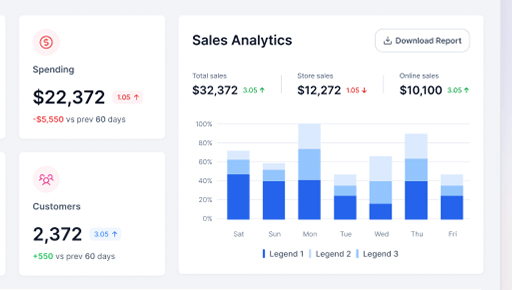 Spending
$22,372 1.05 ↑
-$5,550 vs prev 60 days
Customers
2,372 3.05 ↑
+550 vs prev 60 days
Sales Analytics
Download Report
Total sales
$32,372 3.05 ↑
Store sales
$12,272 1.05 ↓
Online sales
$10,100 3.05 ↑
100%
80%
60%
40%
20%
0%
Sat Sun Mon Tue Wed Thu Fri
Legend 1 Legend 2 Legend 3